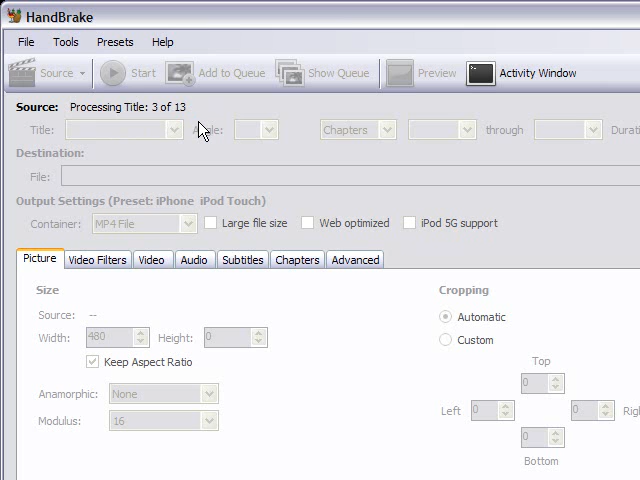 HandBrake
File Tools Presets Help
Source Start Add to Queue Show Queue Preview Activity Window
Source: Processing Title: 3 of 13
Title: Chapters through
Destination:
File:
Output Settings (Preset: iPhone iPod Touch)
Container: MP4 File Large file size Web optimized iPod 5G support
Picture Video Filters Video Audio Subtitles Chapters Advanced
Size Cropping
Source: -- Automatic
Width: 480 Height: 0 Custom
Keep Aspect Ratio Top
0
Anamorphic: None
Left 0 0
Modulus: 16
0
Bottom